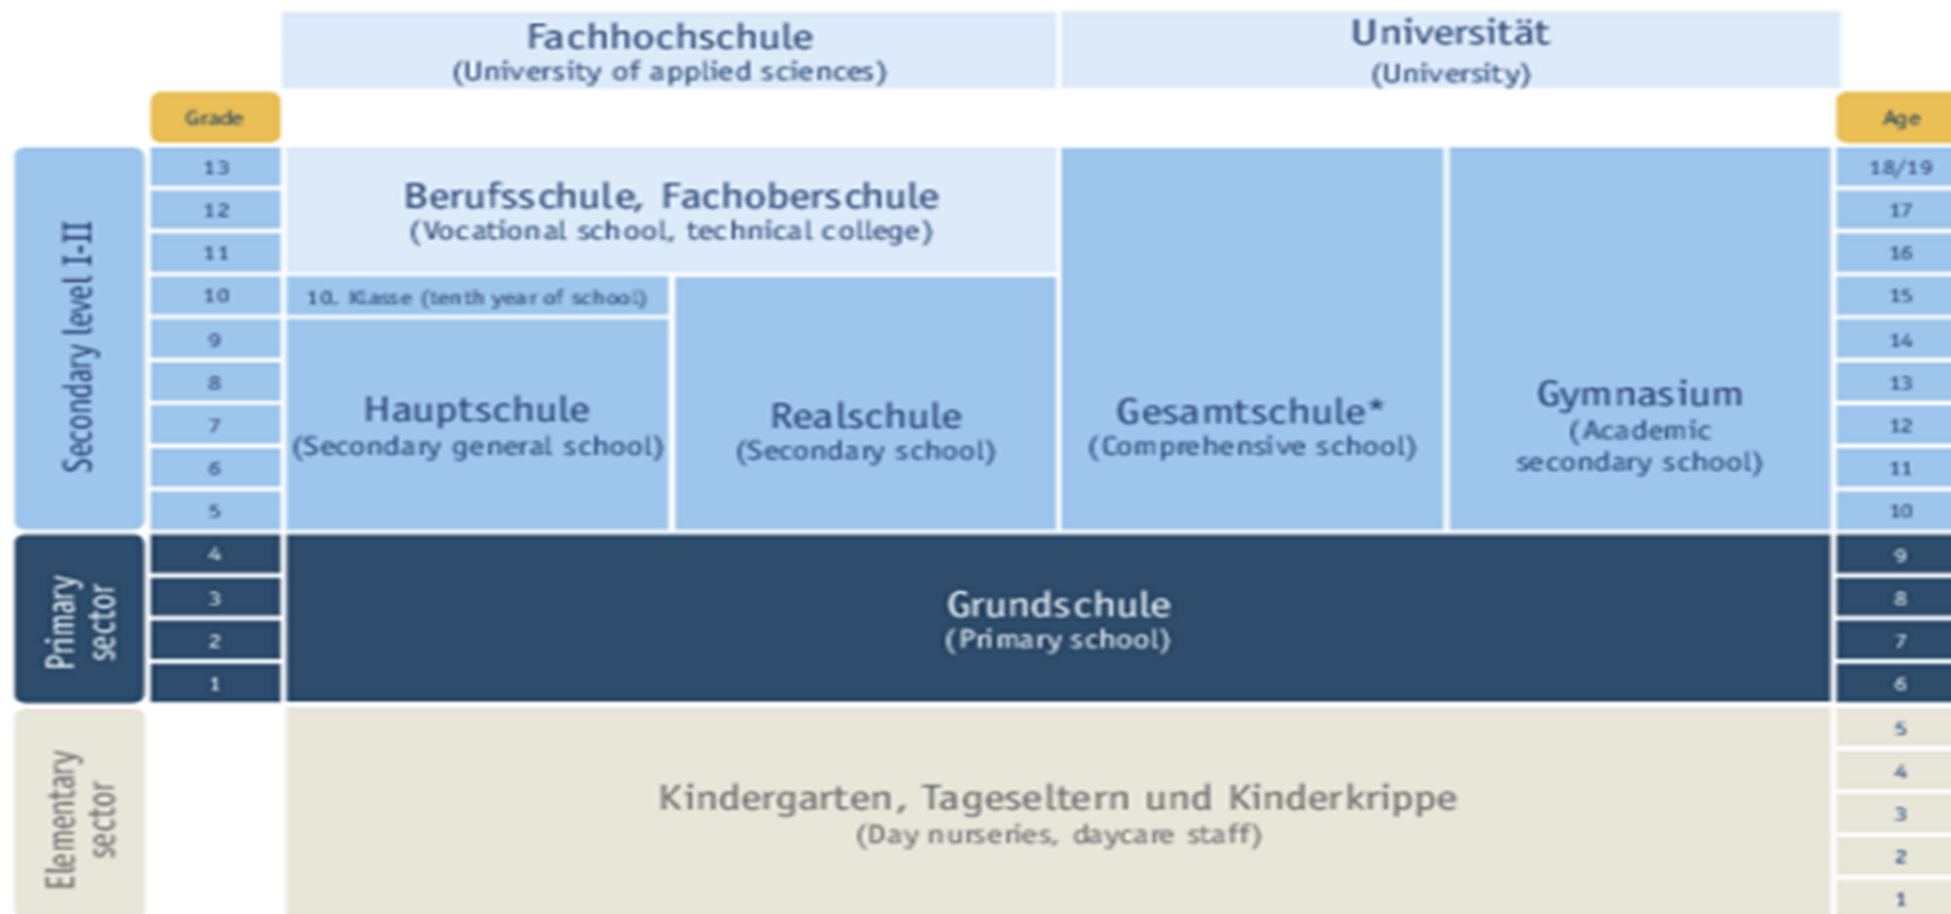 Fachhochschule
(University of applied sciences)
Universität
(University)
Grade
Age
Secondary level I-II
13
12
11
10
9
8
7
6
5
Berufsschule, Fachoberschule
(Vocational school, technical college)
10. Klasse (tenth year of school)
Hauptschule
(Secondary general school)
Realschule
(Secondary school)
Gesamtschule*
(Comprehensive school)
Gymnasium
(Academic
secondary school)
18/19
17
16
15
14
13
12
11
10
Primary
sector
4
3
2
1
Grundschule
(Primary school)
9
8
7
6
Elementary
sector
Kindergarten, Tageseltern und Kinderkrippe
(Day nurseries, daycare staff)
5
4
3
2
1